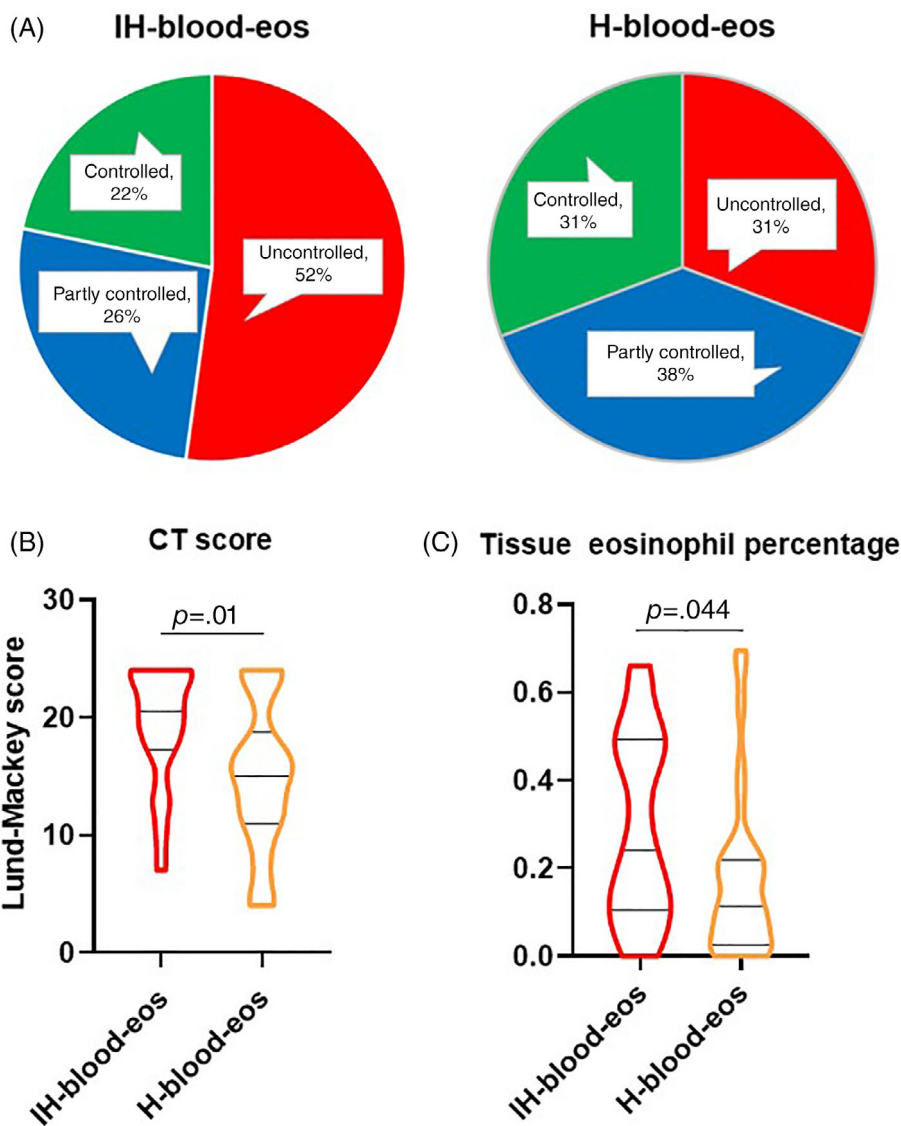 (A)
IH-blood-eos
H-blood-eos
Controlled,
22%
Uncontrolled,
52%
Partly controlled,
26%
Controlled,
31%
Uncontrolled,
31%
Partly controlled,
38%
(B)
CT score
Lund-Mackey score
30
20
10
0
p=.01
IH-blood-eos
H-blood-eos
(C)
Tissue eosinophil percentage
0.8
0.6
0.4
0.2
0.0
p=.044
IH-blood-eos
H-blood-eos